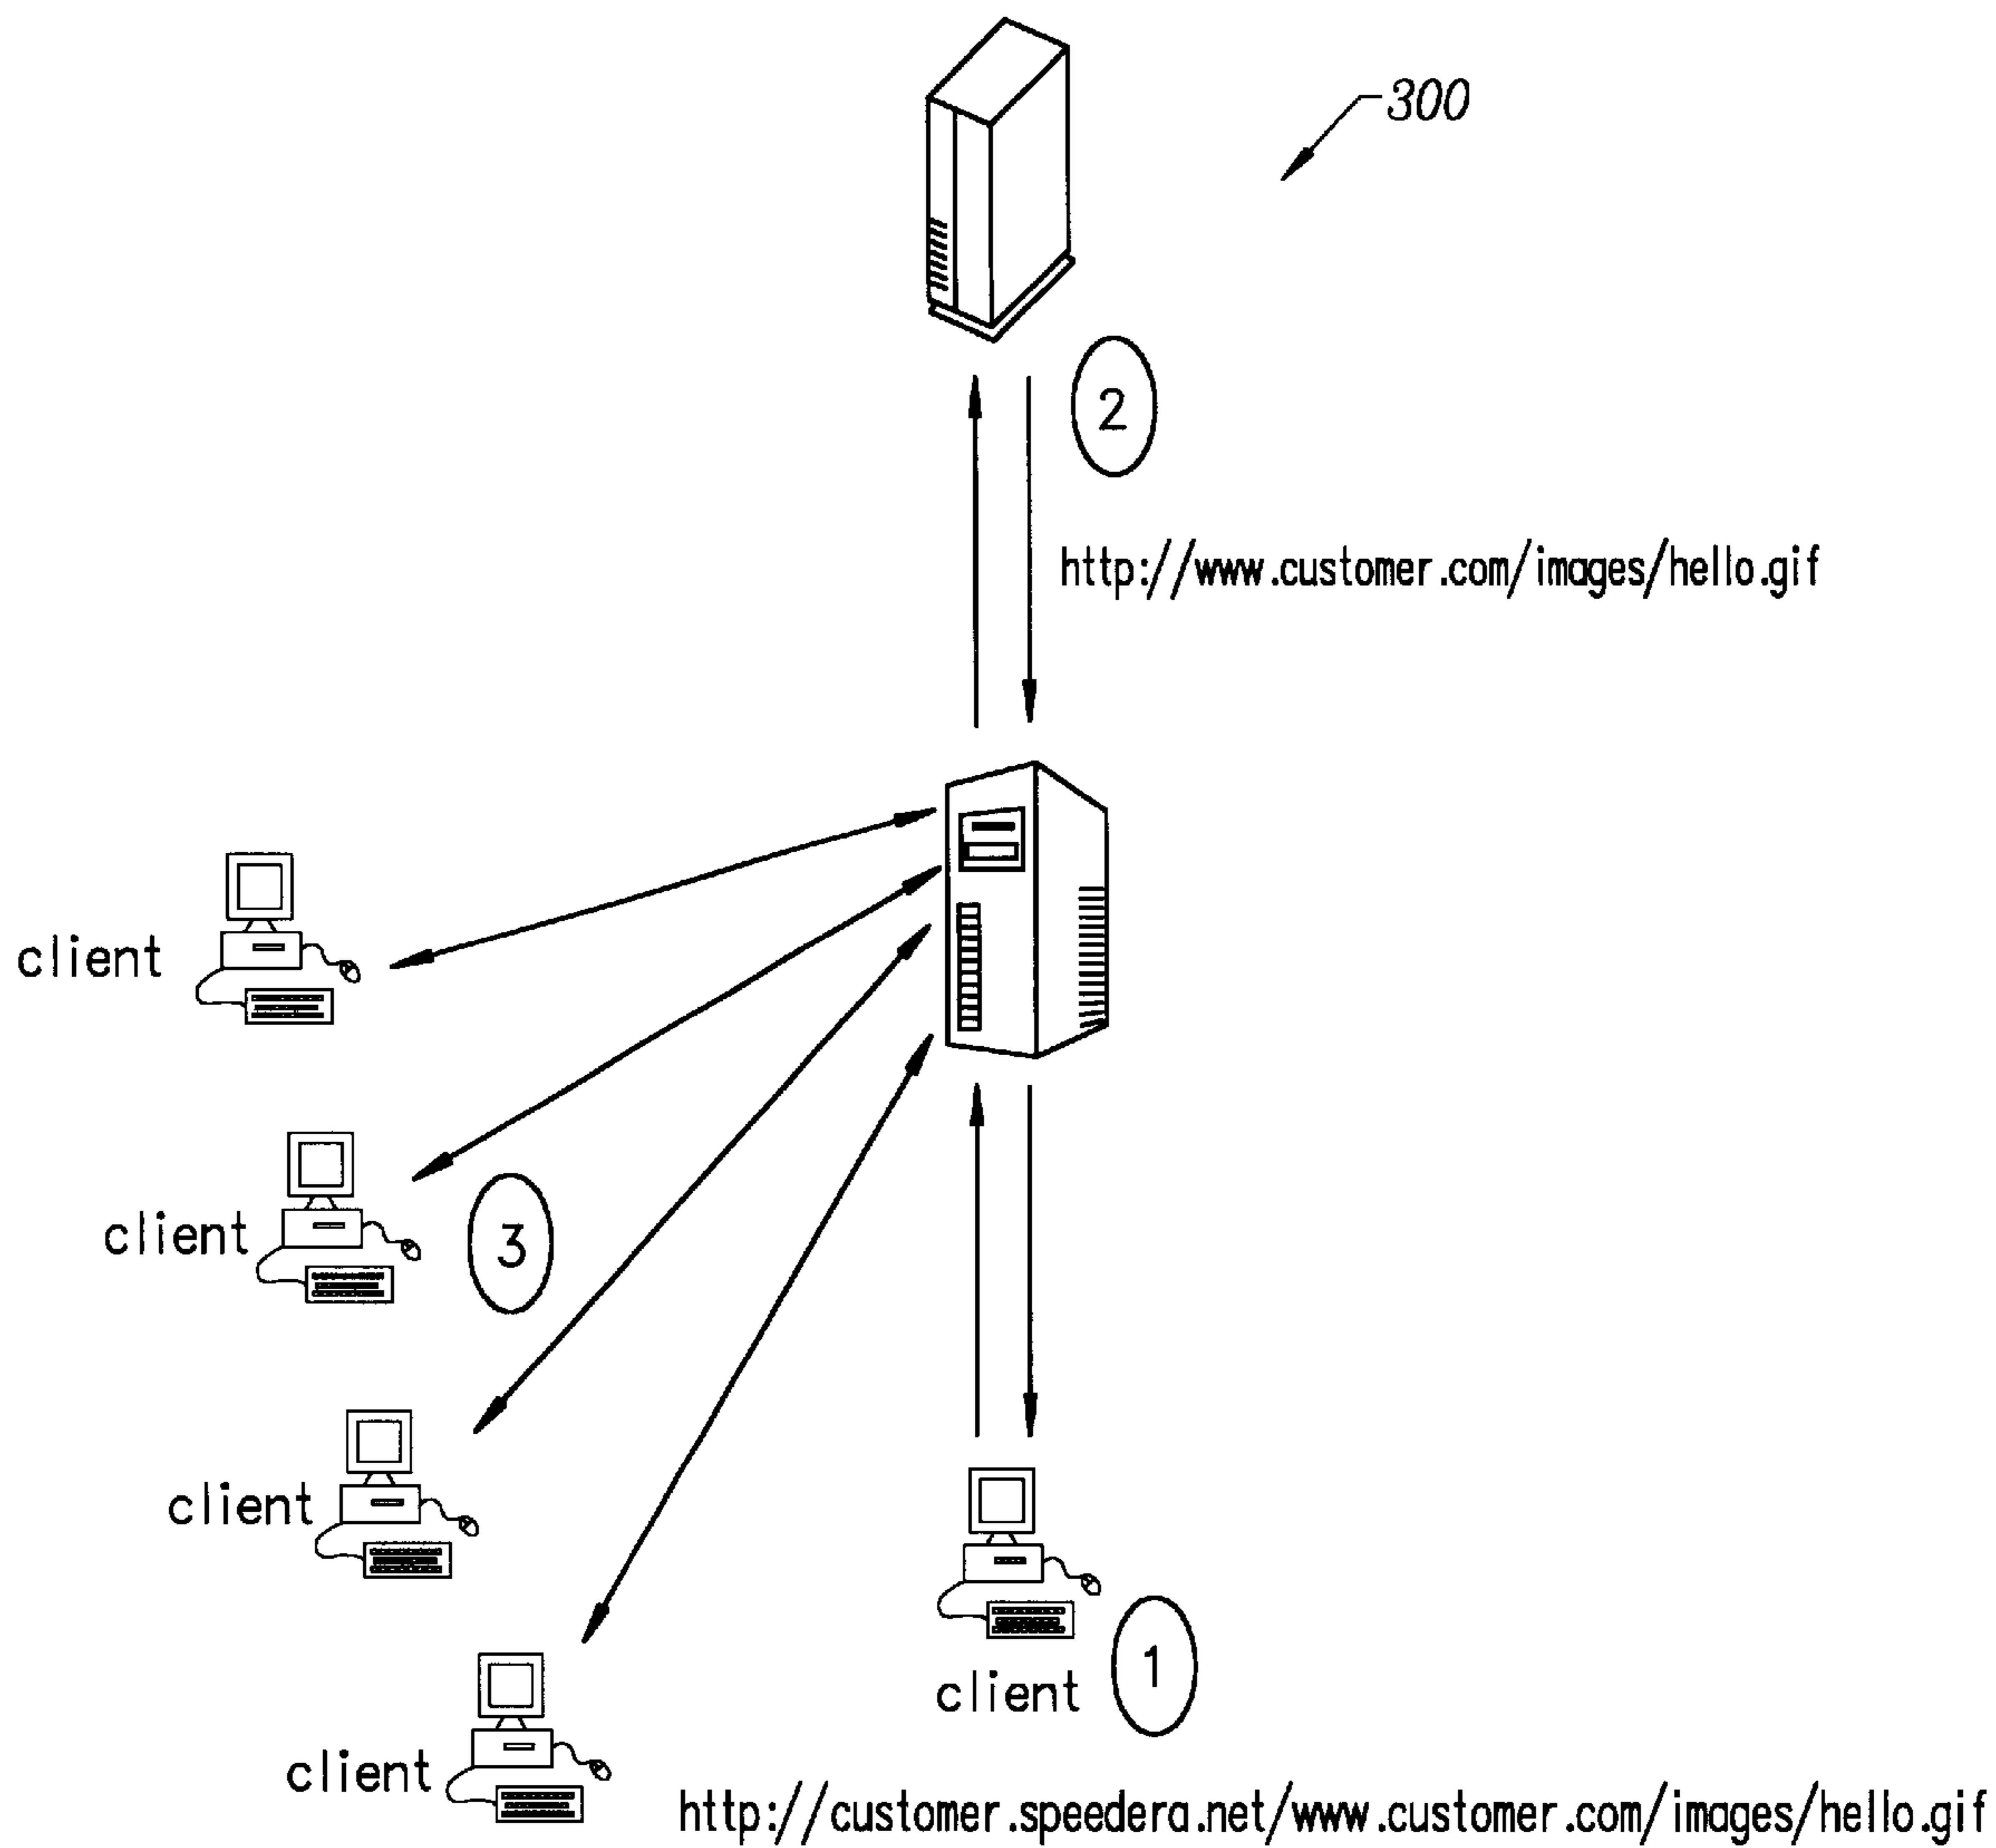 300
2
http://www.customer.com/images/hello.gif
client
client
3
client
client
client
1
http://customer.speedera.net/www.customer.com/images/hello.gif